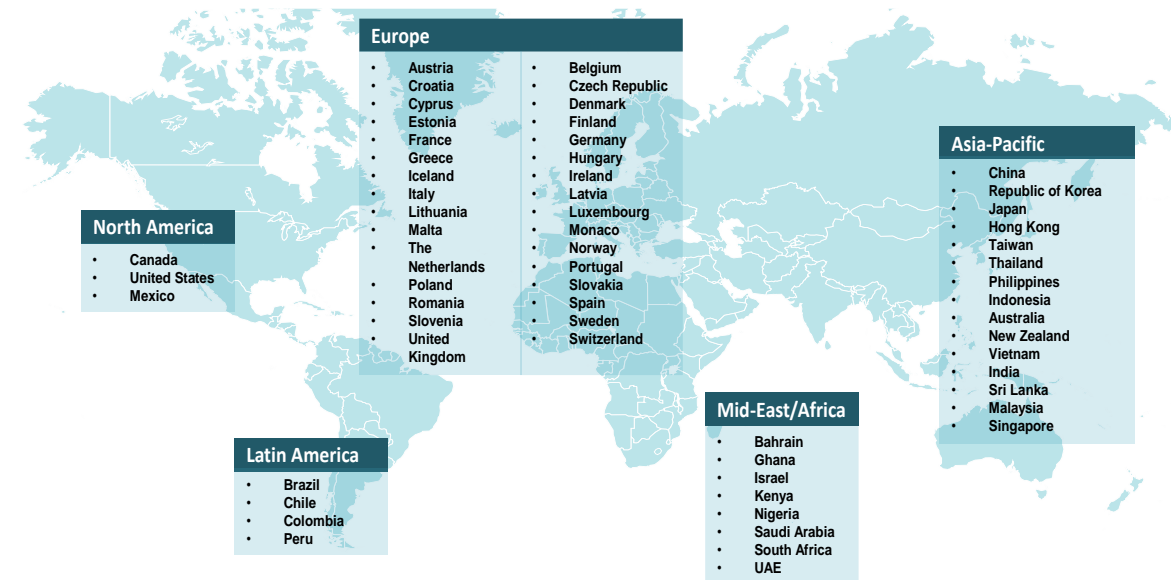 Europe
• Austria
• Croatia
• Cyprus
• Estonia
• France
• Greece
• Iceland
• Italy
• Lithuania
• Malta
• The
Netherlands
• Poland
• Romania
• Slovenia
• United
Kingdom
• Belgium
• Czech Republic
• Denmark
• Finland
• Germany
• Hungary
• Ireland
• Latvia
• Luxembourg
• Monaco
• Norway
• Portugal
• Slovakia
• Spain
• Sweden
• Switzerland
Asia-Pacific
• China
• Republic of Korea
• Japan
• Hong Kong
• Taiwan
• Thailand
• Philippines
• Indonesia
• Australia
• New Zealand
• Vietnam
• India
• Sri Lanka
• Malaysia
• Singapore
North America
• Canada
• United States
• Mexico
Mid-East/Africa
• Bahrain
• Ghana
• Israel
• Kenya
• Nigeria
• Saudi Arabia
• South Africa
• UAE
Latin America
• Brazil
• Chile
• Colombia
• Peru